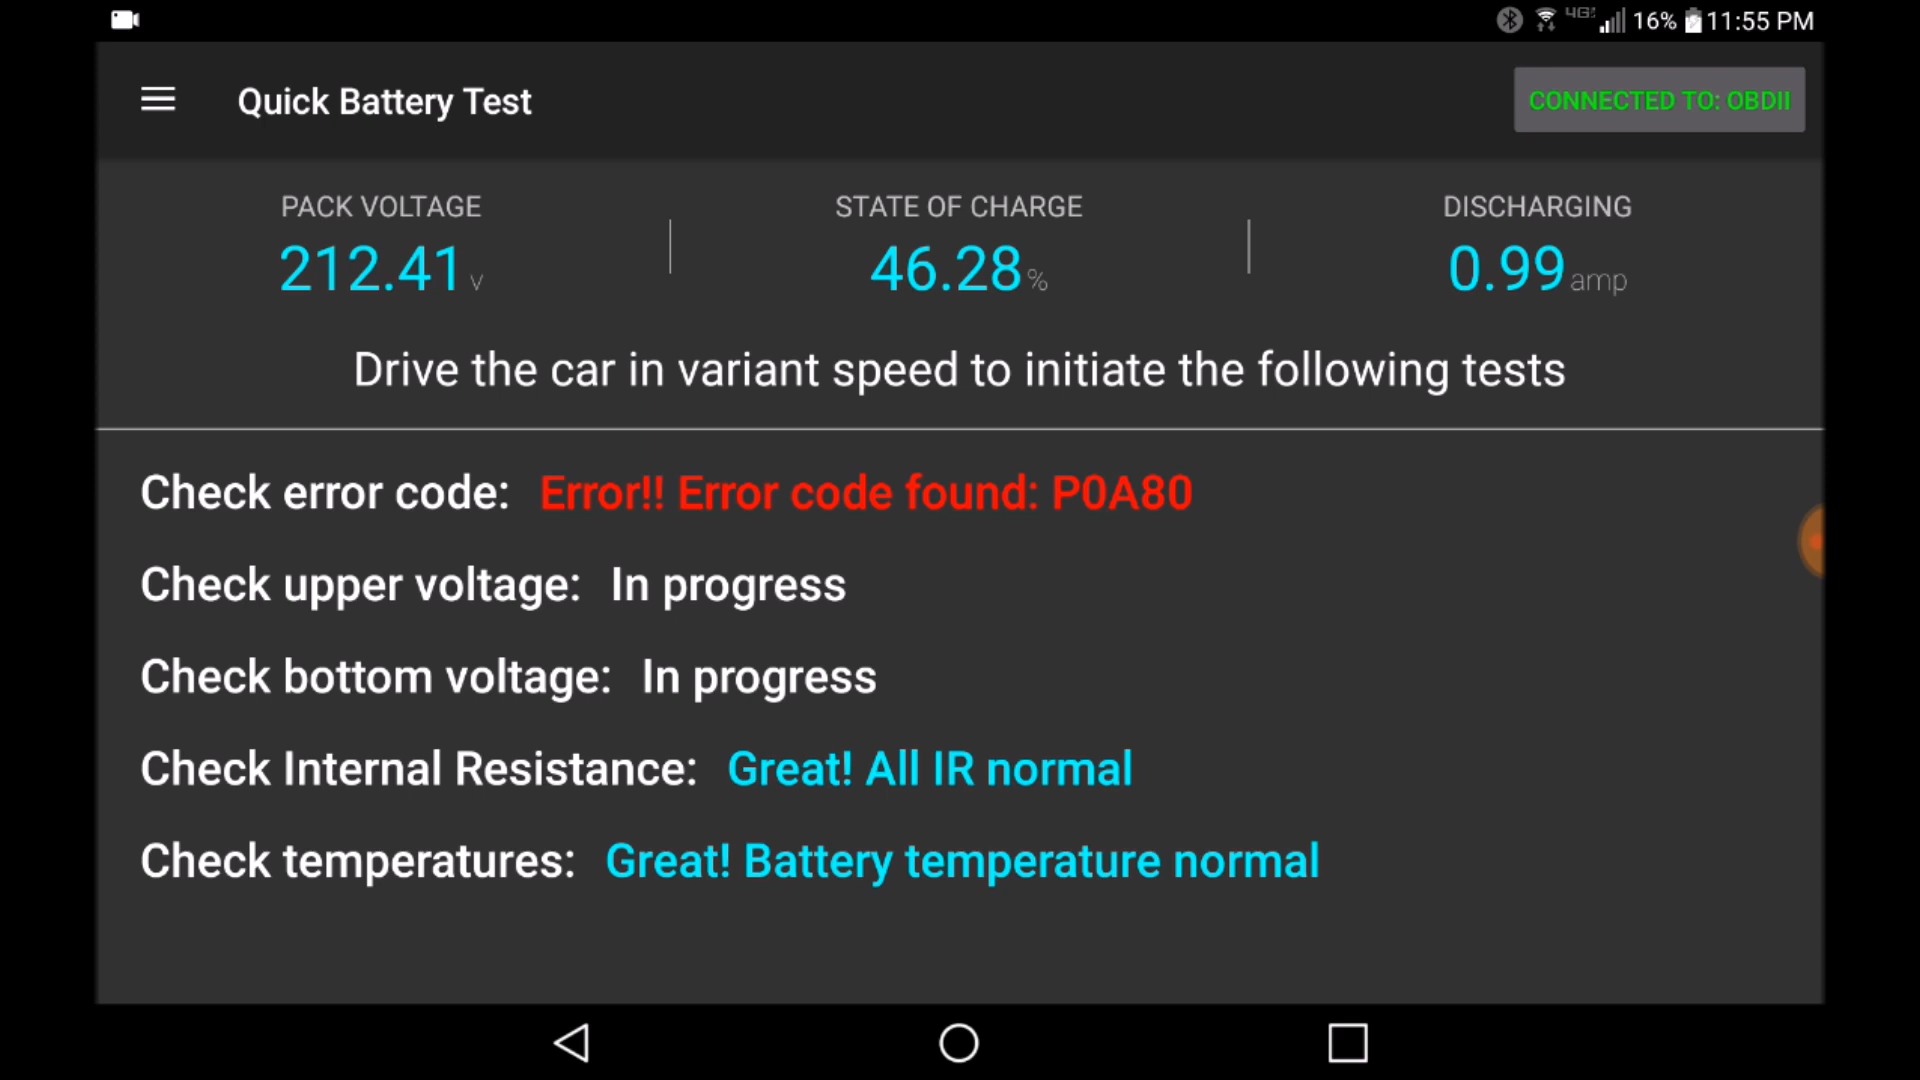 4G 16% 11:55 PM
Quick Battery Test
CONNECTED TO: OBDII
PACK VOLTAGE STATE OF CHARGE DISCHARGING
212.41 v 46.28 % 0.99 amp
Drive the car in variant speed to initiate the following tests
Check error code: Error!! Error code found: P0A80
Check upper voltage: In progress
Check bottom voltage: In progress
Check Internal Resistance: Great! All IR normal
Check temperatures: Great! Battery temperature normal